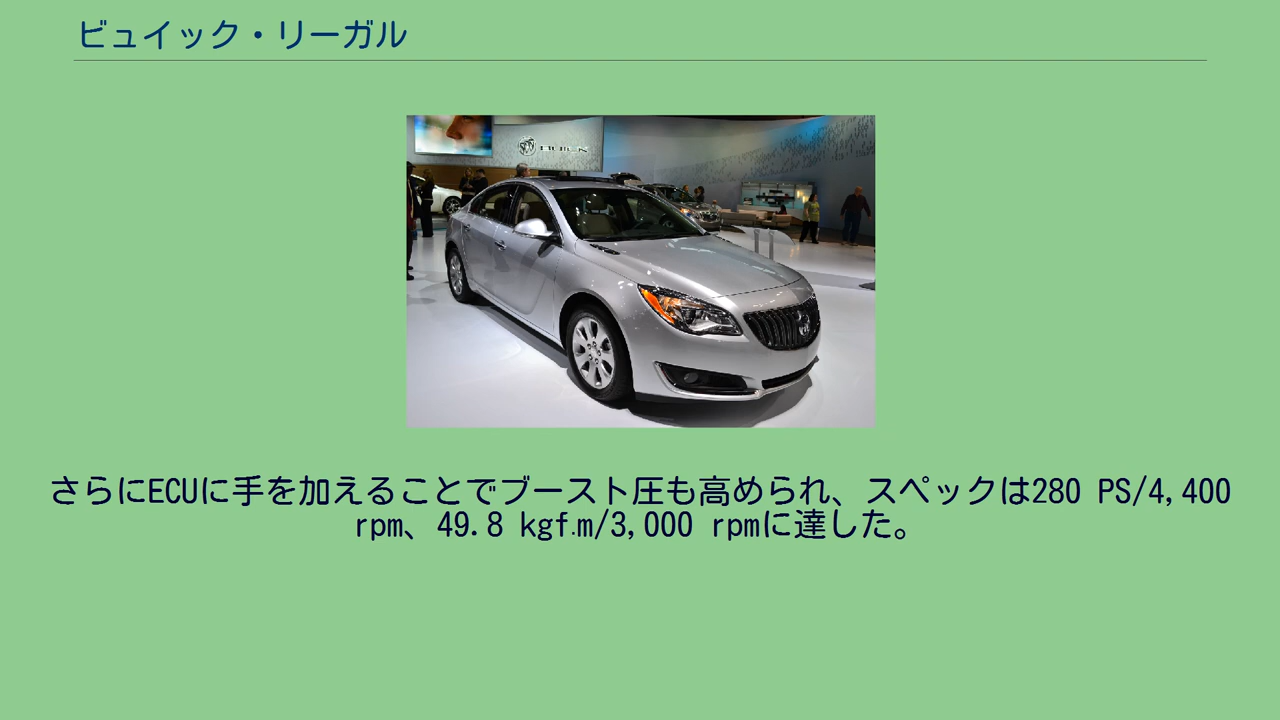 ビュイック・リーガル
BUICK
さらにECUに手を加えることでブースト圧も高められ、スペックは280 PS/4,400
rpm、49.8 kgf·m/3,000 rpmに達した。